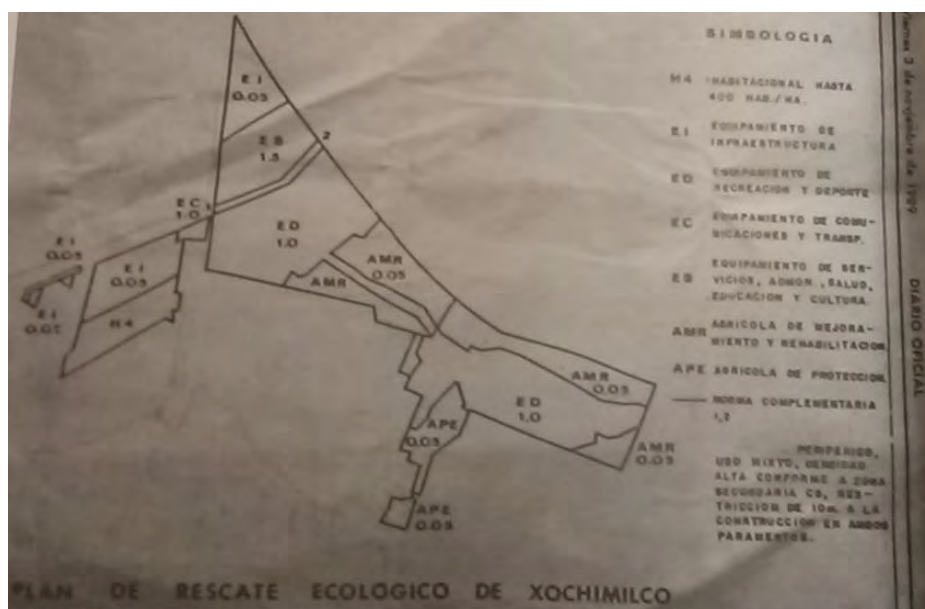 SIMBOLOGIA
H4 HABITACIONAL HASTA
400 HAB./HA.
EI EQUIPAMIENTO DE
INFRAESTRUCTURA
ED EQUIPAMIENTO DE
RECREACION Y DEPORTE
EC EQUIPAMIENTO DE COMU-
NICACIONES Y TRANSP.
ES EQUIPAMIENTO DE SER-
VICIOS, ADMON., SALUD,
EDUCACION Y CULTURA.
AMR AGRICOLA DE MEJORA-
MIENTO Y REHABILITACION.
APE AGRICOLA DE PROTECCION.
NORMA COMPLEMENTARIA
1,2
PERIFERICO,
USO MIXTO, DENSIDAD
ALTA CONFORME A ZONA
SECUNDARIA CS, RES-
TRICCION DE 10m. A LA
CONSTRUCCION EN AMBOS
PARAMENTOS.
EI
0.05
ES
1.5
2
EC
1.0
1
ED
1.0
AMR
0.05
AMR
EI
0.05
EI
0.05
EI
0.05
H4
AMR
0.05
ED
1.0
APE
0.05
AMR
0.05
APE
0.05
PLAN DE RESCATE ECOLOGICO DE XOCHIMILCO
Viernes 3 de noviembre de 1989
DIARIO OFICIAL